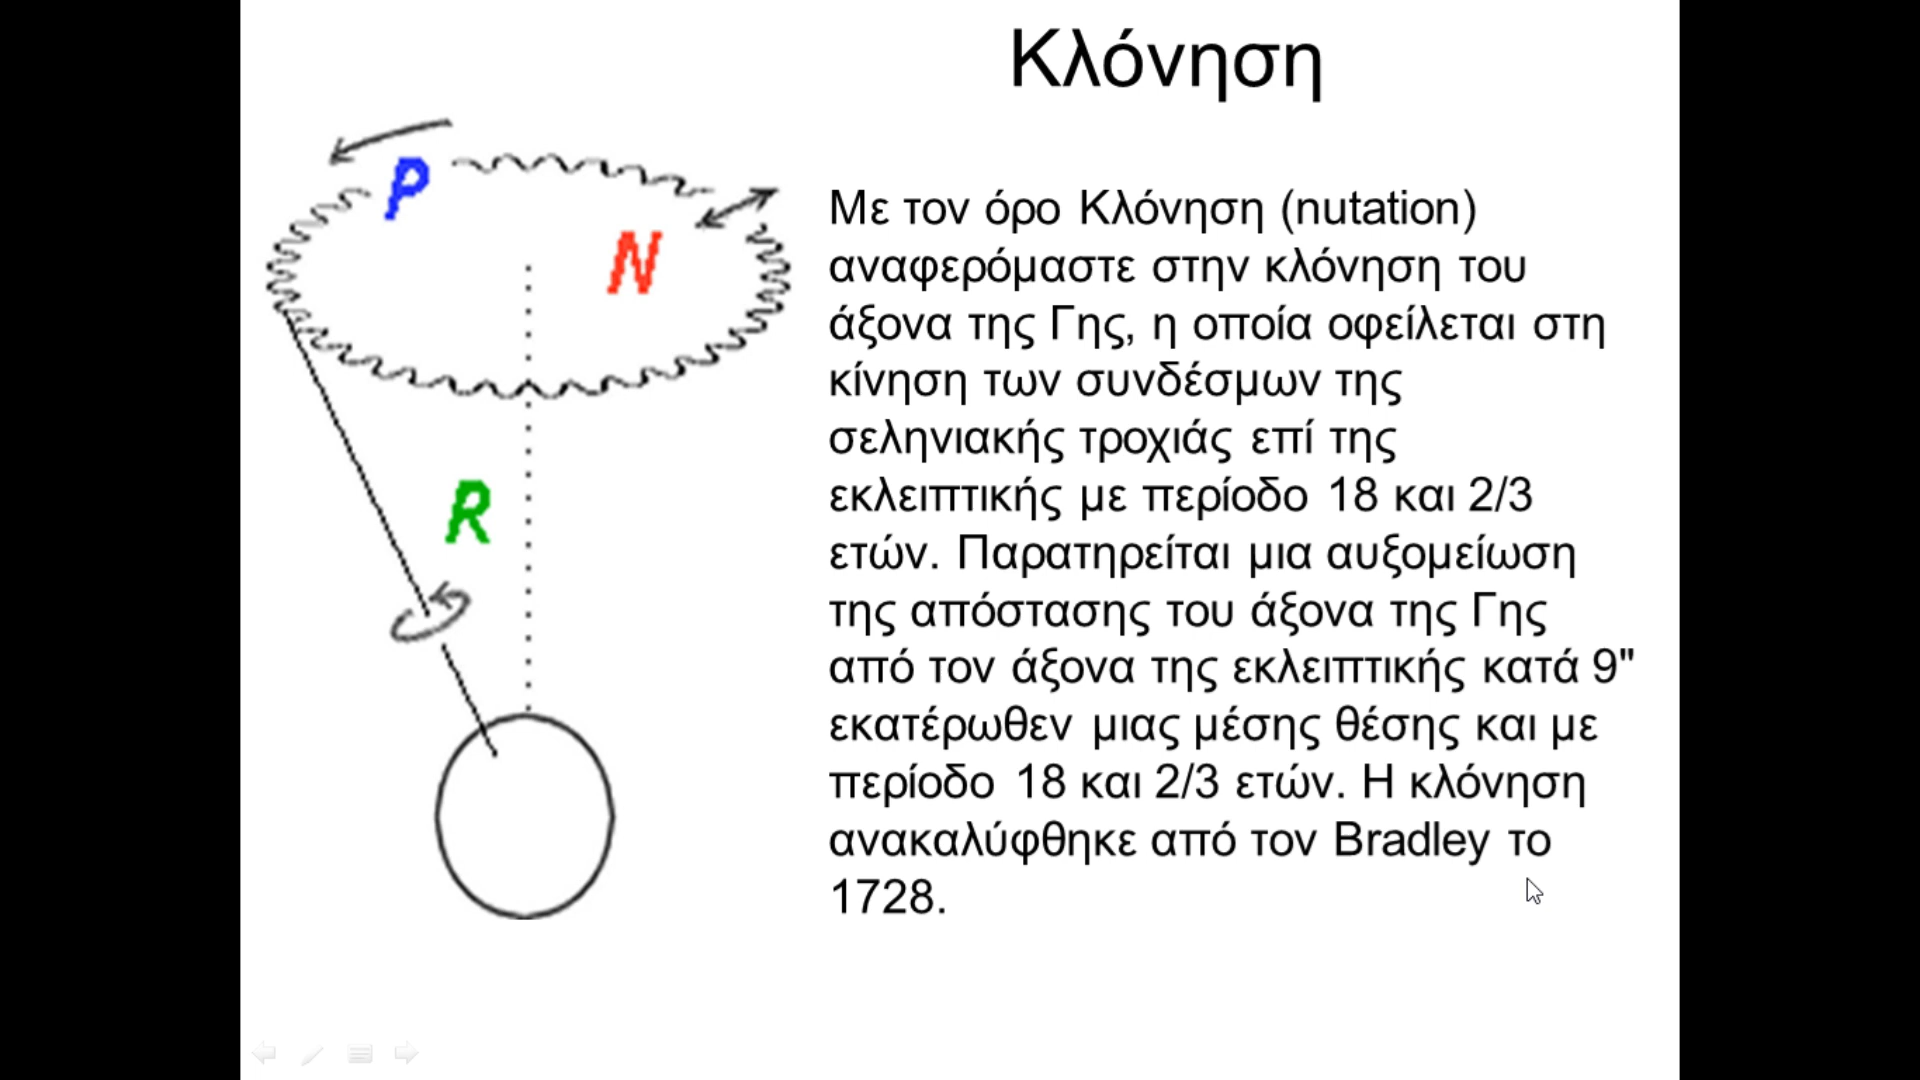 Κλόνηση
P
N
R
Με τον όρο Κλόνηση (nutation)
αναφερόμαστε στην κλόνηση του
άξονα της Γης, η οποία οφείλεται στη
κίνηση των συνδέσμων της
σεληνιακής τροχιάς επί της
εκλειπτικής με περίοδο 18 και 2/3
ετών. Παρατηρείται μια αυξομείωση
της απόστασης του άξονα της Γης
από τον άξονα της εκλειπτικής κατά 9"
εκατέρωθεν μιας μέσης θέσης και με
περίοδο 18 και 2/3 ετών. Η κλόνηση
ανακαλύφθηκε από τον Bradley το
1728.